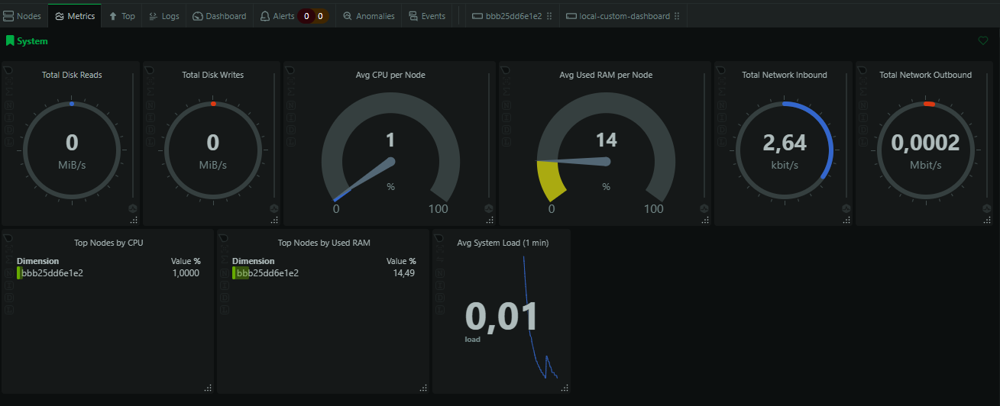 Nodes Metrics Top Logs Dashboard Alerts 0 0 Anomalies Events bbb25dd6e1e2 local-custom-dashboard
System
Total Disk Reads
0
MiB/s
Total Disk Writes
0
MiB/s
Avg CPU per Node
1
%
0 100
Avg Used RAM per Node
14
%
0 100
Total Network Inbound
2,64
kbit/s
Total Network Outbound
0,0002
Mbit/s
Top Nodes by CPU
Dimension Value %
bbb25dd6e1e2 1,0000
Top Nodes by Used RAM
Dimension Value %
bbb25dd6e1e2 14,49
Avg System Load (1 min)
0,01
load